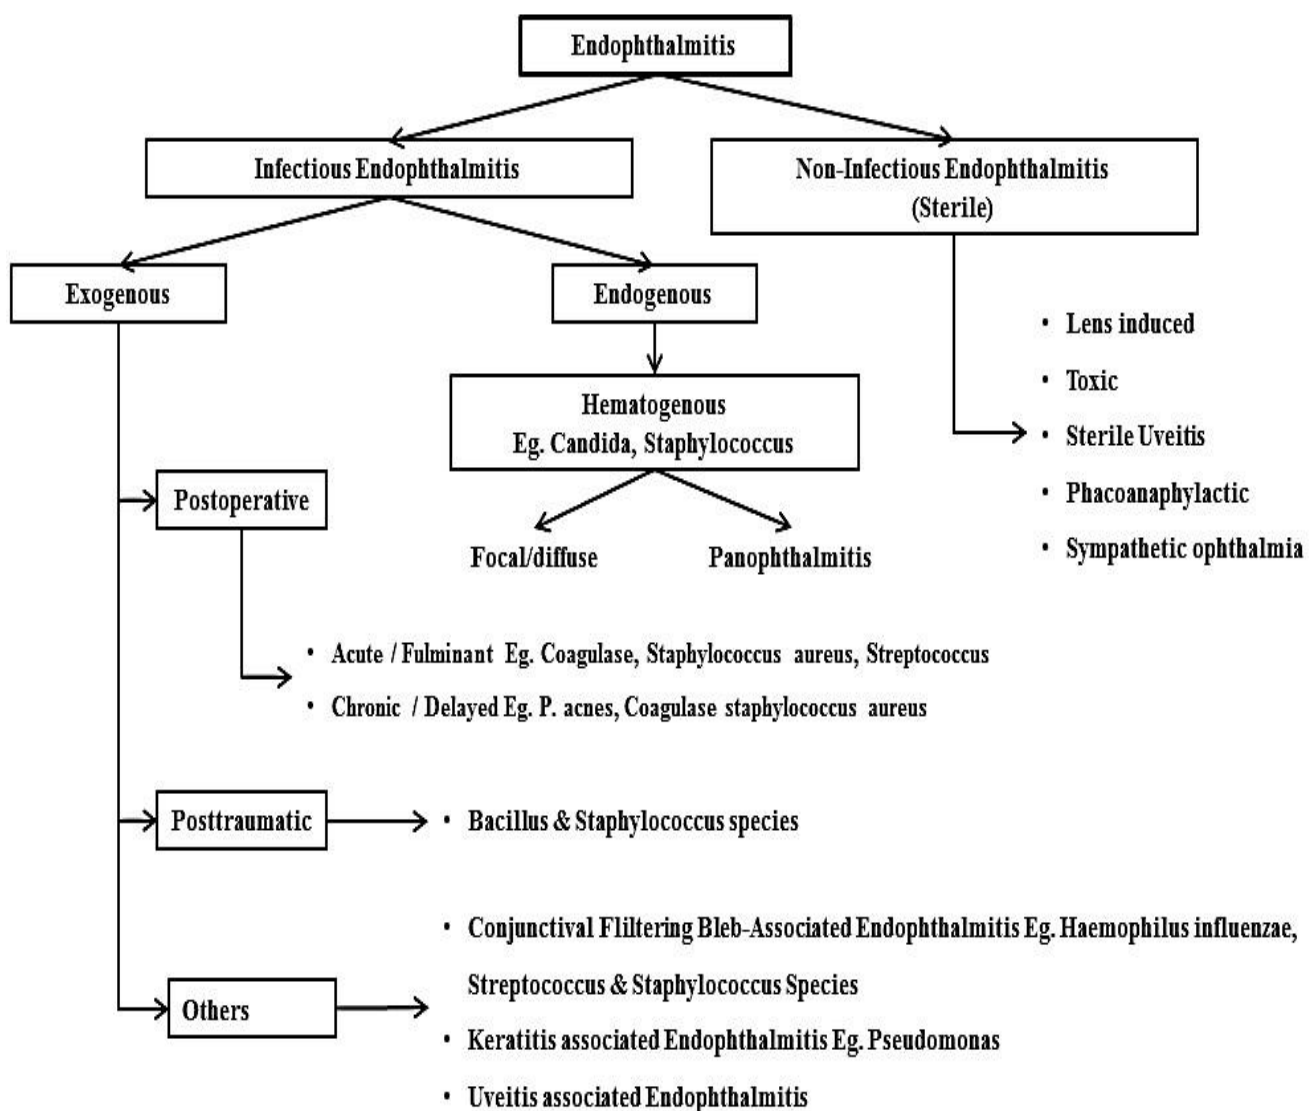 Endophthalmitis
Infectious Endophthalmitis
Non-Infectious Endophthalmitis
(Sterile)
Exogenous
Endogenous
Hematogenous
Eg. Candida, Staphylococcus
Focal/diffuse
Panophthalmitis
• Lens induced
• Toxic
• Sterile Uveitis
• Phacoanaphylactic
• Sympathetic ophthalmia
Postoperative
• Acute / Fulminant Eg. Coagulase, Staphylococcus aureus, Streptococcus
• Chronic / Delayed Eg. P. acnes, Coagulase staphylococcus aureus
Posttraumatic
• Bacillus & Staphylococcus species
Others
• Conjunctival Fliltering Bleb-Associated Endophthalmitis Eg. Haemophilus influenzae,
Streptococcus & Staphylococcus Species
• Keratitis associated Endophthalmitis Eg. Pseudomonas
• Uveitis associated Endophthalmitis